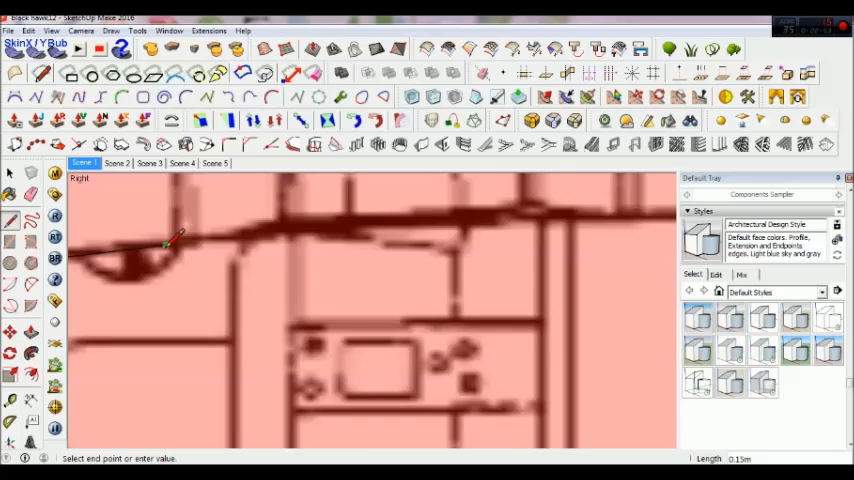 black hawk12 - SketchUp Make 2016
File View Camera Draw Tools Window Extensions Help
SkinX / YBub
Scene 1 Scene 2 Scene 3 Scene 4 Scene 5
Right
Default Tray
Components Sampler
Styles
Architectural Design Style
Default face colors. Profile,
Extension and Endpoints
edges. Light blue sky and gray
Select Edit Mix
Default Styles
Select end point or enter value.
Length 0.15m